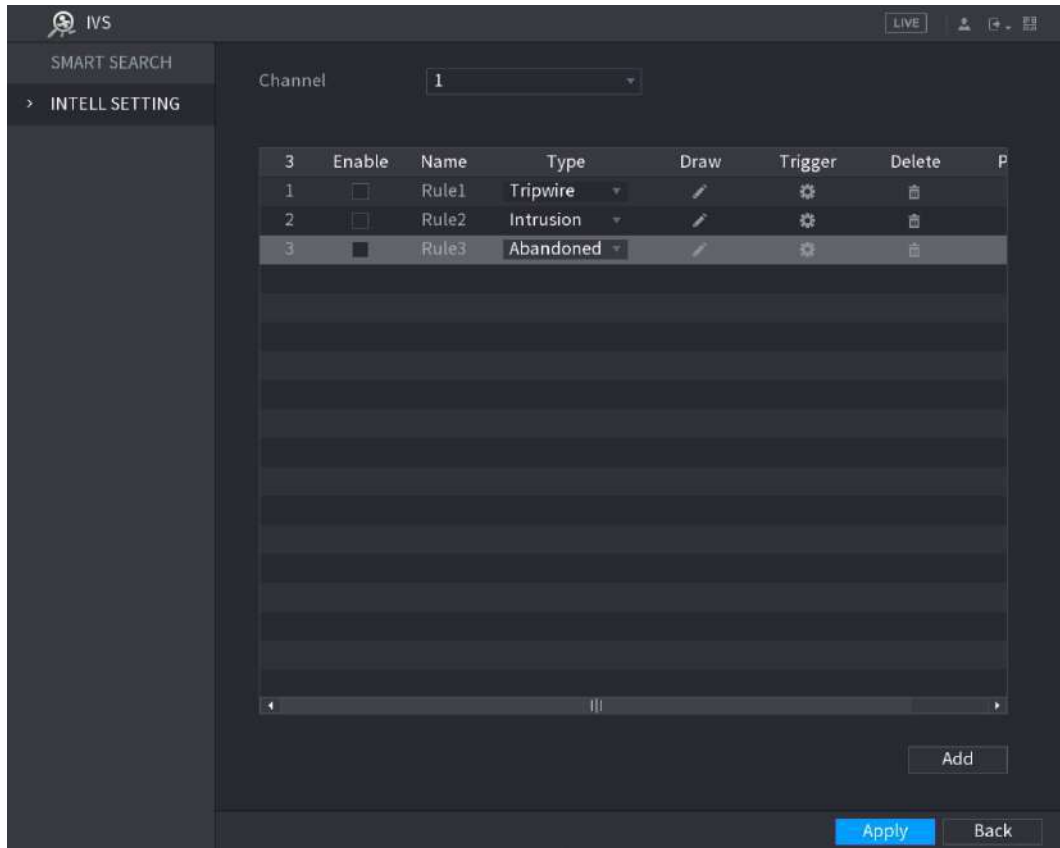 IVS LIVE
SMART SEARCH
Channel 1
INTELL SETTING
3 Enable Name Type Draw Trigger Delete P
1 Rule1 Tripwire
2 Rule2 Intrusion
3 Rule3 Abandoned
Add
Apply Back